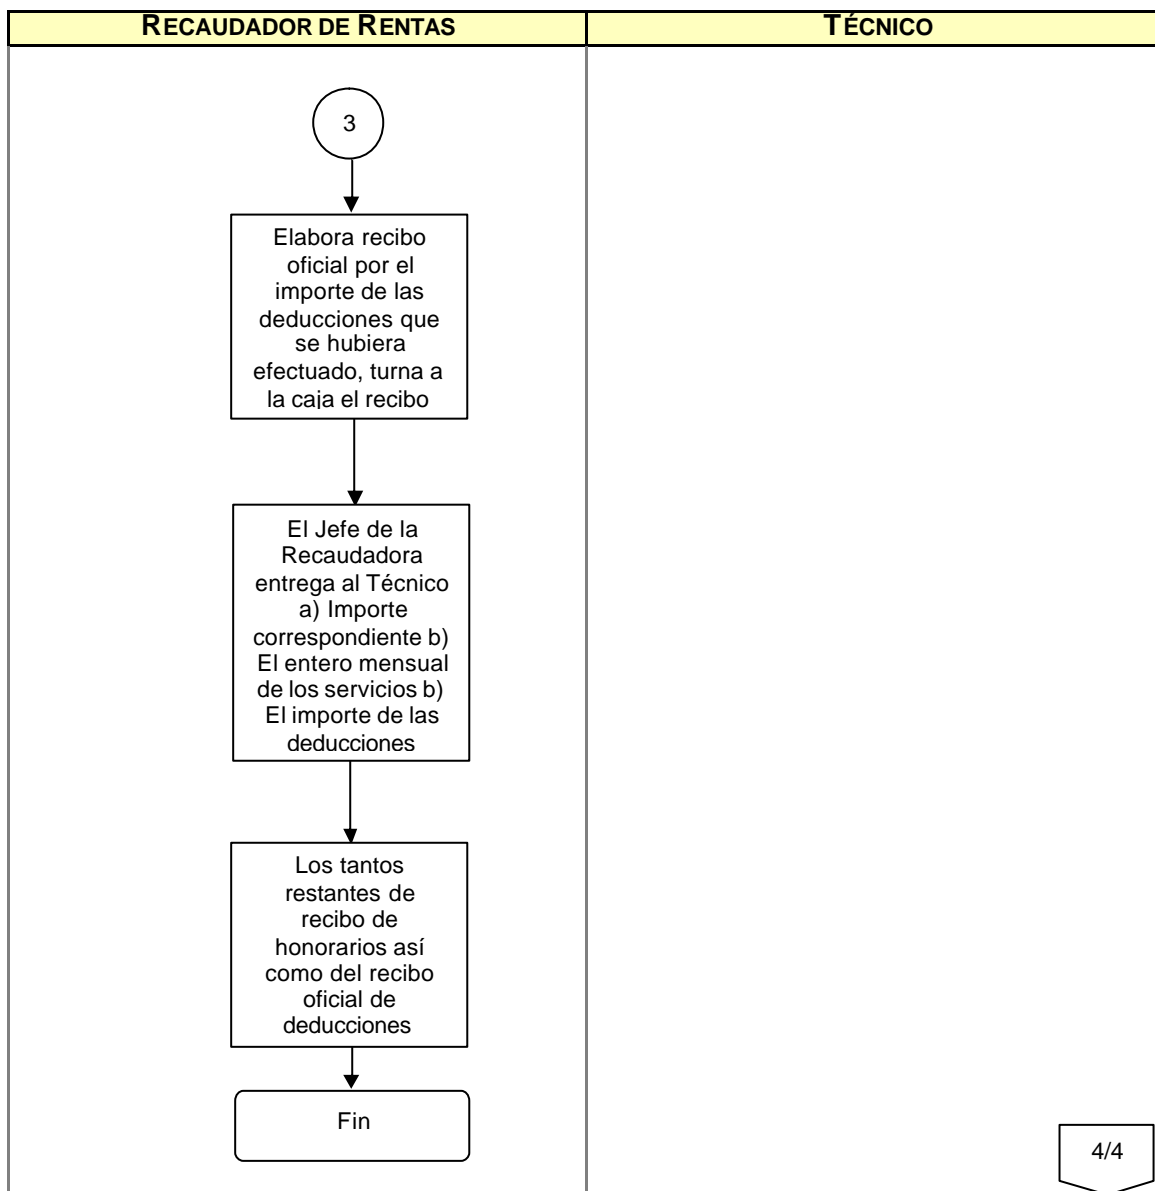 RECAUDADOR DE RENTAS
TÉCNICO
3
Elabora recibo
oficial por el
importe de las
deducciones que
se hubiera
efectuado, turna a
la caja el recibo
El Jefe de la
Recaudadora
entrega al Técnico
a) Importe
correspondiente b)
El entero mensual
de los servicios b)
El importe de las
deducciones
Los tantos
restantes de
recibo de
honorarios así
como del recibo
oficial de
deducciones
Fin
4/4